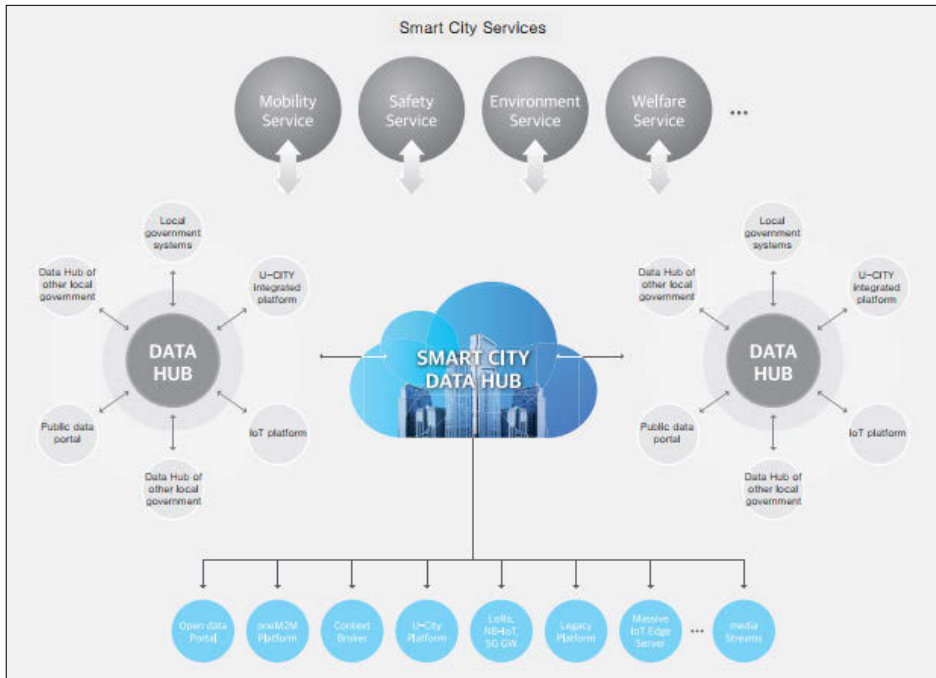 Smart City Services
Mobility
Service
Safety
Service
Environment
Service
Welfare
Service
...
Local
government
systems
Data Hub of
other local
government
U-CITY
integrated
platform
DATA
HUB
Public data
portal
IoT platform
Data Hub of
other local
government
SMART CITY
DATA HUB
Local
government
systems
Data Hub of
other local
government
U-CITY
integrated
platform
DATA
HUB
Public data
portal
IoT platform
Data Hub of
other local
government
Open data
Portal
oneM2M
Platform
Context
Broker
U-City
Platform
LoRa,
NB-IoT,
5G GW
Legacy
Platform
Massive
IoT Edge
Server
...
media
Streams